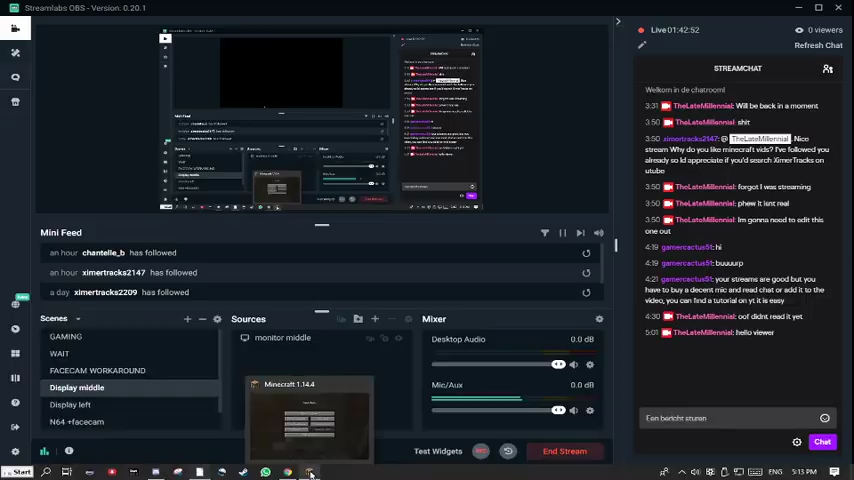 Streamlabs OBS - Version: 0.20.1
Live 01:42:52
0 viewers
Refresh Chat
STREAMCHAT
Welkom in de chatroom!
3:31 TheLateMillennial: Will be back in a moment
3:50 TheLateMillennial: shit
3:50 ximertracks2147: @ TheLateMillennial .Nice
stream Why do you like minecraft vids? I've followed you
already so Id appreciate if you'd search XimerTracks on
utube
3:50 TheLateMillennial: forgot I was streaming
3:50 TheLateMillennial: phew it isnt real
3:50 TheLateMillennial: Im gonna need to edit this
one out
4:19 gamercactus51: hi
4:19 gamercactus51: buuuurp
4:21 gamercactus51: your streams are good but you
have to buy a decent mic and read chat or add it to the
video, you can find a tutorial on yt it is easy
4:30 TheLateMillennial: oof didnt read it yet
5:01 TheLateMillennial: hello viewer
Een bericht sturen
Chat
Mini Feed
an hour chantelle_b has followed
an hour ximertracks2147 has followed
a day ximertracks2209 has followed
Scenes
GAMING
WAIT
FACECAM WORKAROUND
Display middle
Display left
N64 +facecam
Sources
monitor middle
Minecraft 1.14.4
Mixer
Desktop Audio 0.0 dB
Mic/Aux 0.0 dB
Test Widgets
REC
End Stream
Start
ENG
5:13 PM